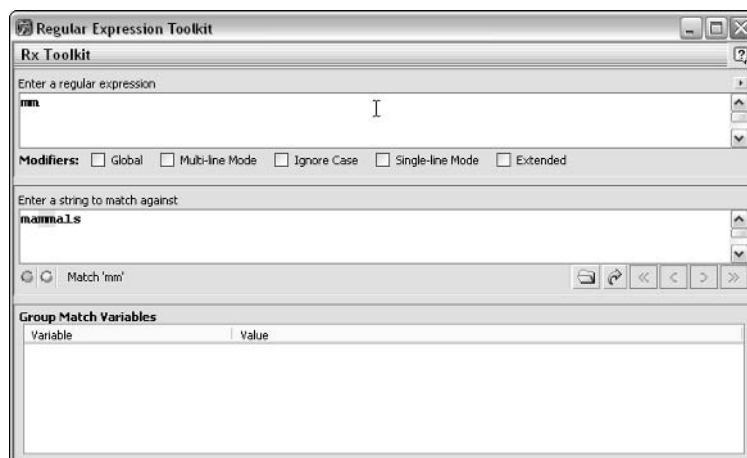 Regular Expression Toolkit
Rx Toolkit
Enter a regular expression
mm
Modifiers: Global Multi-line Mode Ignore Case Single-line Mode Extended
Enter a string to match against
mammals
Match 'mm'
Group Match Variables
Variable Value